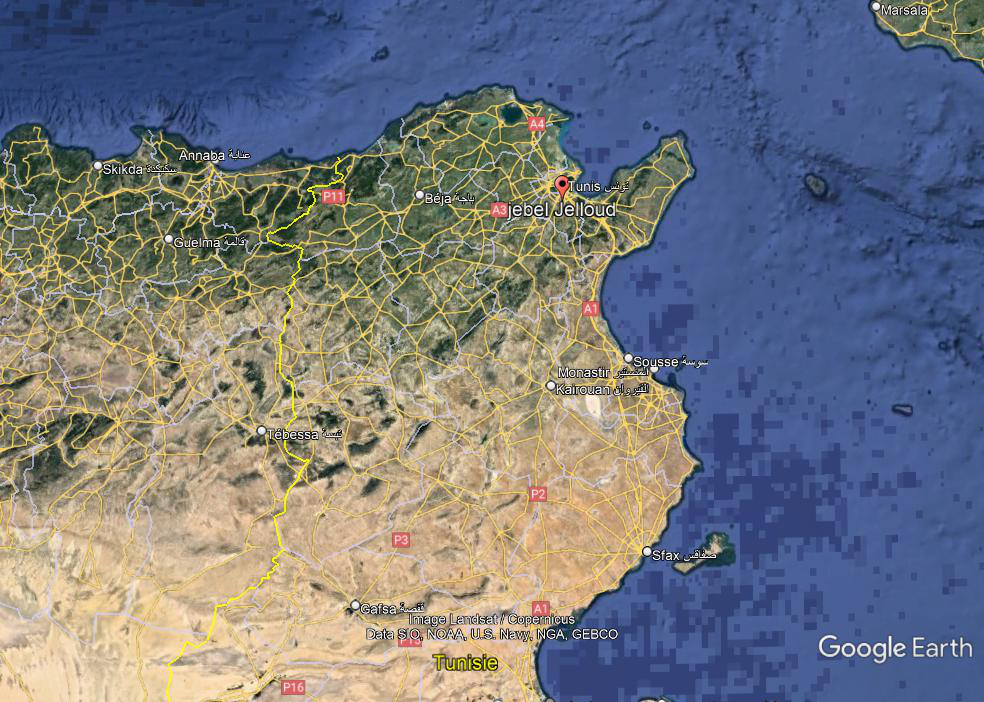 Marsala
A4
Annaba عنابة
Skikda سكيكدة
Tunis تونس
P11
Béja باجة
A3
jebel Jelloud
Guelma قالمة
A1
Sousse سوسة
Monastir المنستير
Kairouan القيروان
Tébessa تبسة
P2
P3
Sfax صفاقس
Gafsa قفصة
A1
Image Landsat / Copernicus
Data SIO, NOAA, U.S. Navy, NGA, GEBCO
Google Earth
Tunisie
P16